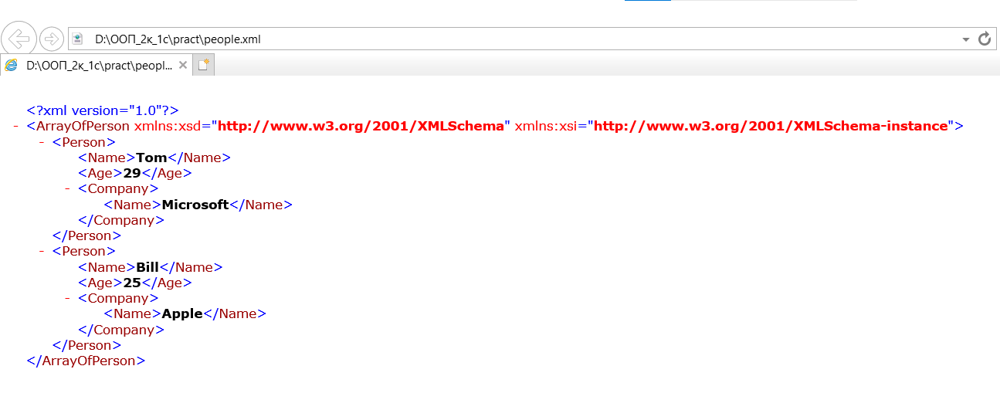 D:\ООП_2к_1с\pract\people.xml
D:\ООП_2к_1с\pract\peopl...
<?xml version="1.0"?>
- <ArrayOfPerson xmlns:xsd="http://www.w3.org/2001/XMLSchema" xmlns:xsi="http://www.w3.org/2001/XMLSchema-instance">
- <Person>
<Name>Tom</Name>
<Age>29</Age>
- <Company>
<Name>Microsoft</Name>
</Company>
</Person>
- <Person>
<Name>Bill</Name>
<Age>25</Age>
- <Company>
<Name>Apple</Name>
</Company>
</Person>
</ArrayOfPerson>